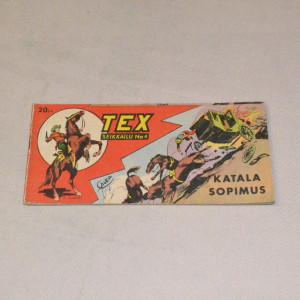 20:-
TEX
SEIKKAILU No 4
KATALA
SOPIMUS